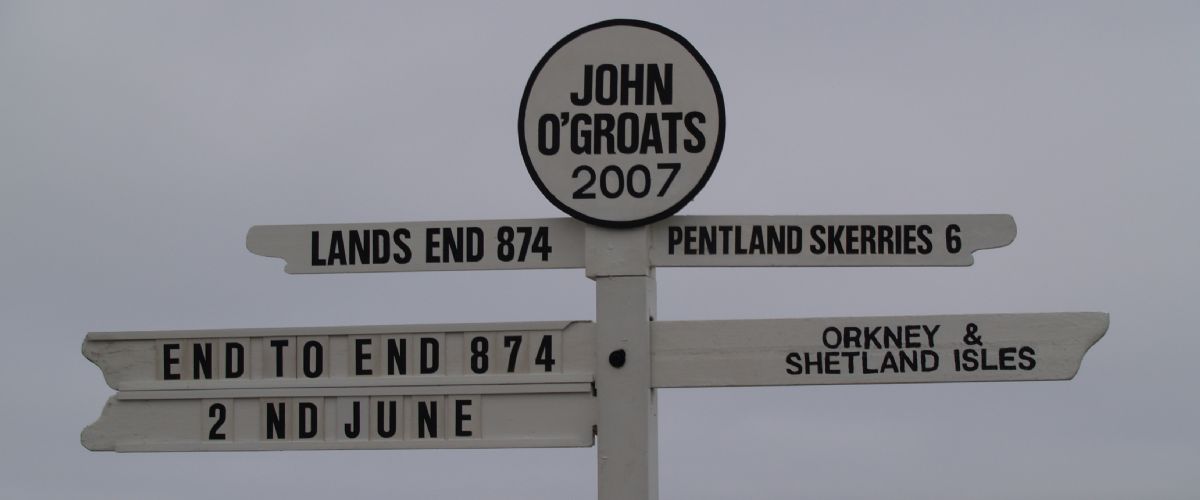 JOHN
O'GROATS
2007
LANDS END 874
PENTLAND SKERRIES 6
END TO END 874
2 ND JUNE
ORKNEY &
SHETLAND ISLES